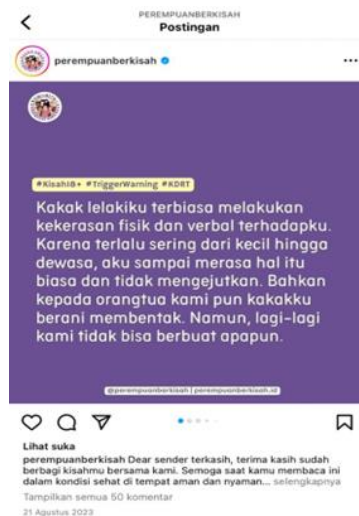 PEREMPUANBERKISAH
Postingan
perempuanberkisah
#Kisah18+ #TriggerWarning #KDRT
Kakak lelakiku terbiasa melakukan
kekerasan fisik dan verbal terhadapku.
Karena terlalu sering dari kecil hingga
dewasa, aku sampai merasa hal itu
biasa dan tidak mengejutkan. Bahkan
kepada orangtua kami pun kakakku
berani membentak. Namun, lagi-lagi
kami tidak bisa berbuat apapun.
@perempuanberkisah | perempuanberkisah.id
Lihat suka
perempuanberkisah Dear sender terkasih, terima kasih sudah
berbagi kisahmu bersama kami. Semoga saat kamu membaca ini
dalam kondisi sehat di tempat aman dan nyaman... selengkapnya
Tampilkan semua 50 komentar
21 Agustus 2023